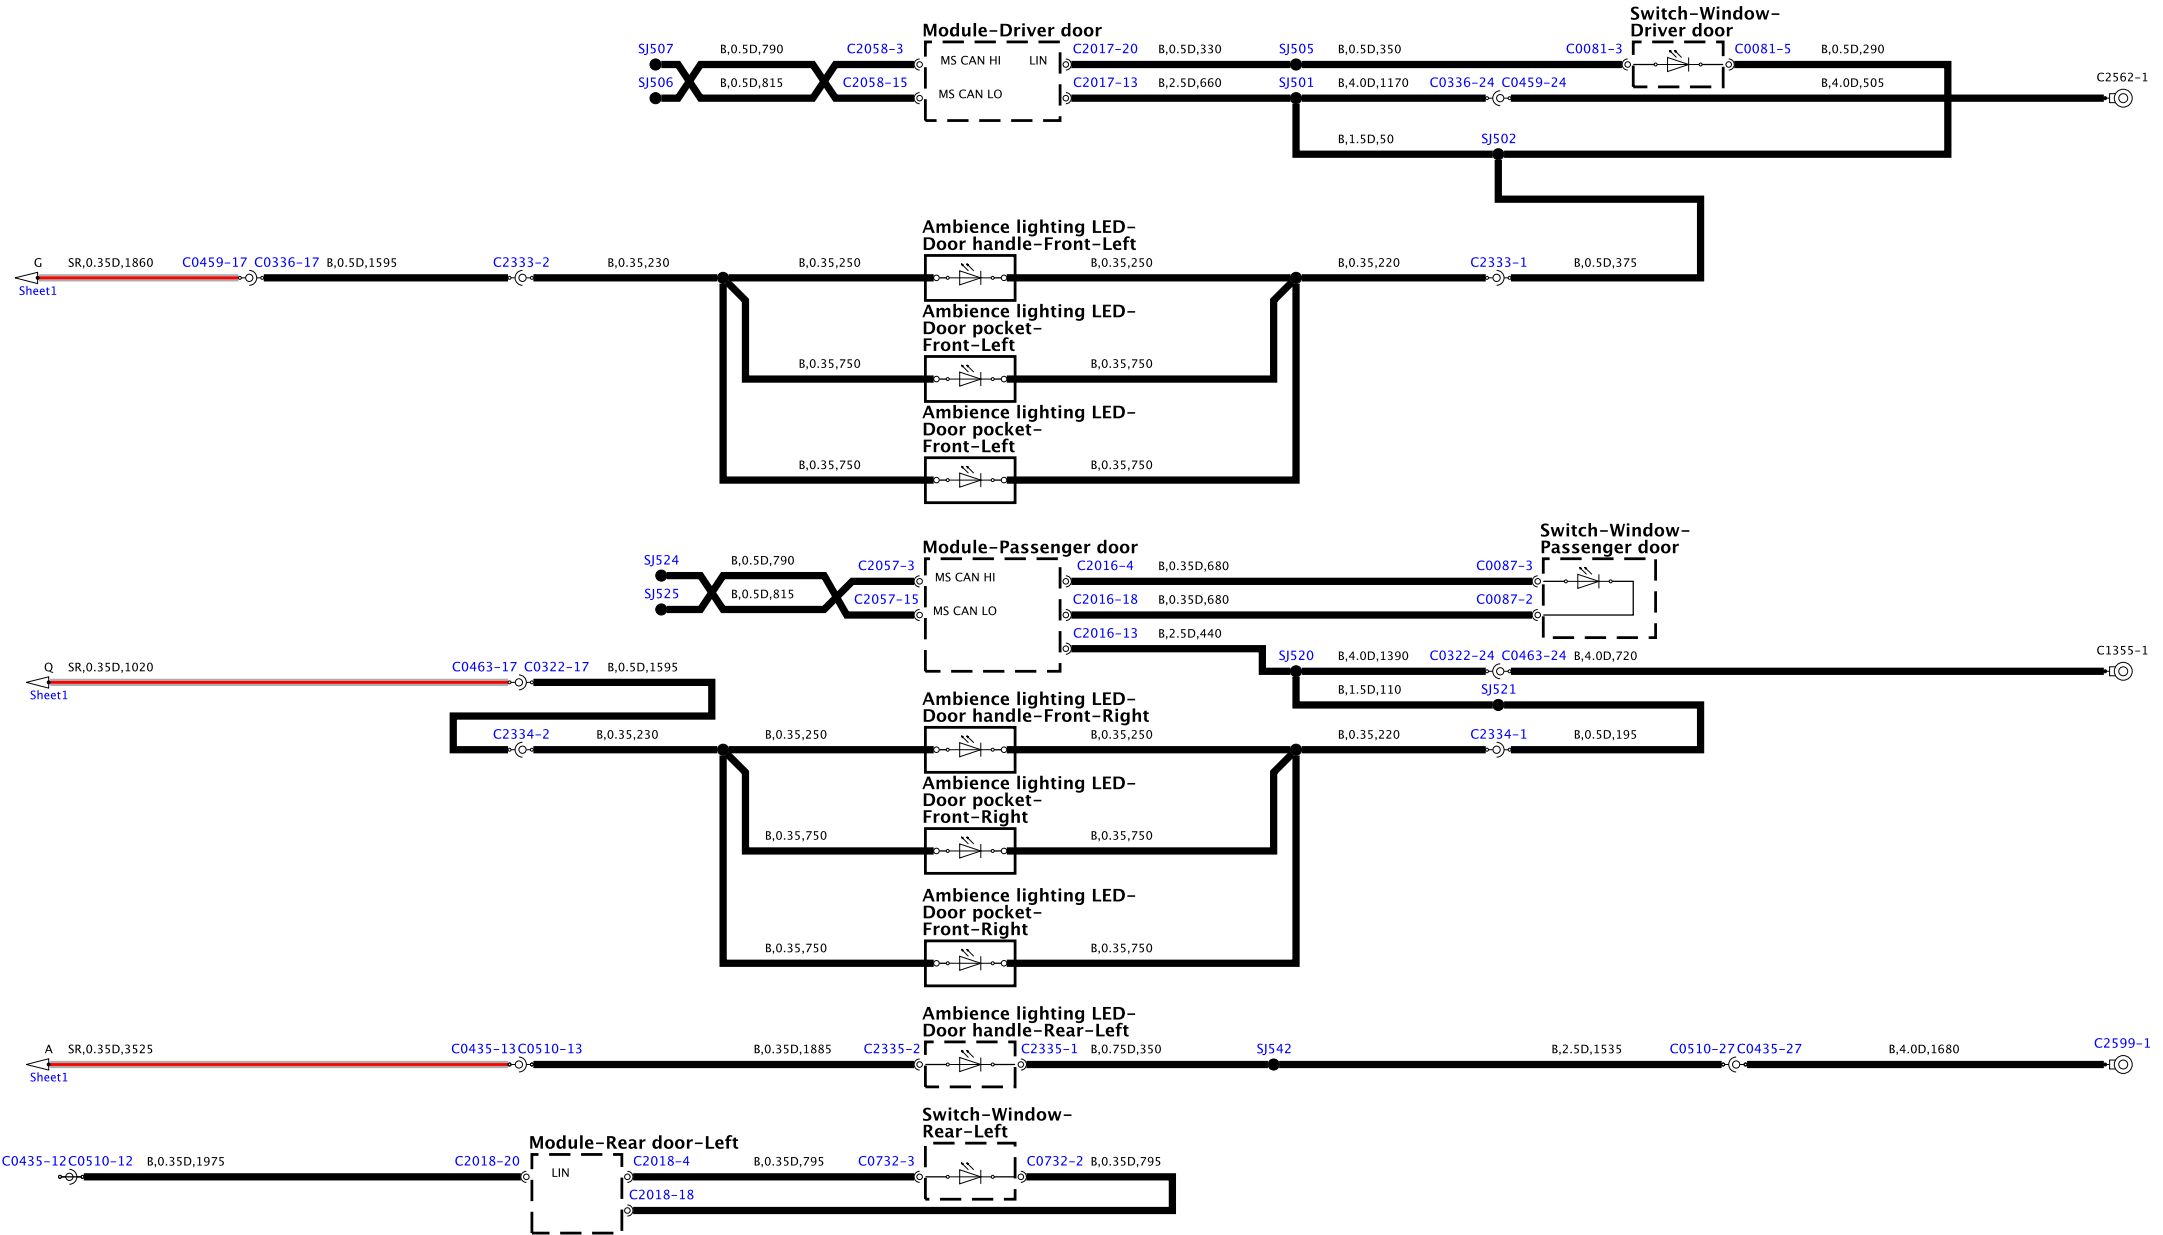 Switch-Window-
Module-Driver door
Driver door
SJ507
B,0.5D,790
C2058-3
C2017-20
B,0.5D,330
SJ505
B,0.5D,350
C0081-3
C0081-5
B,0.5D,290
MS CAN HI
LIN
C2562-1
SJ506
B,0.5D,815
C2058-15
C2017-13
B,2.5D,660
SJ501
B,4.0D,1170
C0336-24
C0459-24
B,4.0D,505
MS CAN LO
B,1.5D,50
SJ502
Ambience lighting LED-
Door handle-Front-Left
G
SR,0.35D,1860
C0459-17
C0336-17
B,0.5D,1595
C2333-2
B,0.35,230
B,0.35,250
B,0.35,250
B,0.35,220
C2333-1
B,0.5D,375
Sheet1
Ambience lighting LED-
Door pocket-
Front-Left
B,0.35,750
B,0.35,750
Ambience lighting LED-
Door pocket-
Front-Left
B,0.35,750
B,0.35,750
Switch-Window-
Passenger door
Module-Passenger door
SJ524
B,0.5D,790
C2057-3
C2016-4
B,0.35D,680
C0087-3
MS CAN HI
SJ525
B,0.5D,815
C2057-15
C2016-18
B,0.35D,680
C0087-2
MS CAN LO
C2016-13
B,2.5D,440
SJ520
B,4.0D,1390
C0322-24
C0463-24
B,4.0D,720
C1355-1
Q
SR,0.35D,1020
C0463-17
C0322-17
B,0.5D,1595
Sheet1
B,1.5D,110
SJ521
Ambience lighting LED-
Door handle-Front-Right
C2334-2
B,0.35,230
B,0.35,250
B,0.35,250
B,0.35,220
C2334-1
B,0.5D,195
Ambience lighting LED-
Door pocket-
Front-Right
B,0.35,750
B,0.35,750
Ambience lighting LED-
Door pocket-
Front-Right
B,0.35,750
B,0.35,750
Ambience lighting LED-
Door handle-Rear-Left
A
SR,0.35D,3525
C0435-13
C0510-13
B,0.35D,1885
C2335-2
C2335-1
B,0.75D,350
SJ542
B,2.5D,1535
C0510-27
C0435-27
B,4.0D,1680
C2599-1
Sheet1
Switch-Window-
Rear-Left
Module-Rear door-Left
C0435-12
C0510-12
B,0.35D,1975
C2018-20
LIN
C2018-4
B,0.35D,795
C0732-3
C0732-2
B,0.35D,795
C2018-18